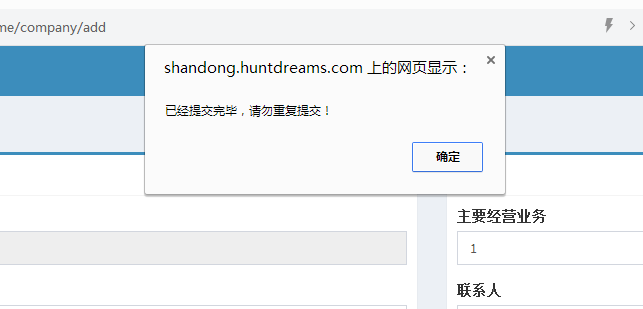 me/company/add
shandong.huntdreams.com 上的网页显示：
已经提交完毕，请勿重复提交！
确定
主要经营业务
1
联系人